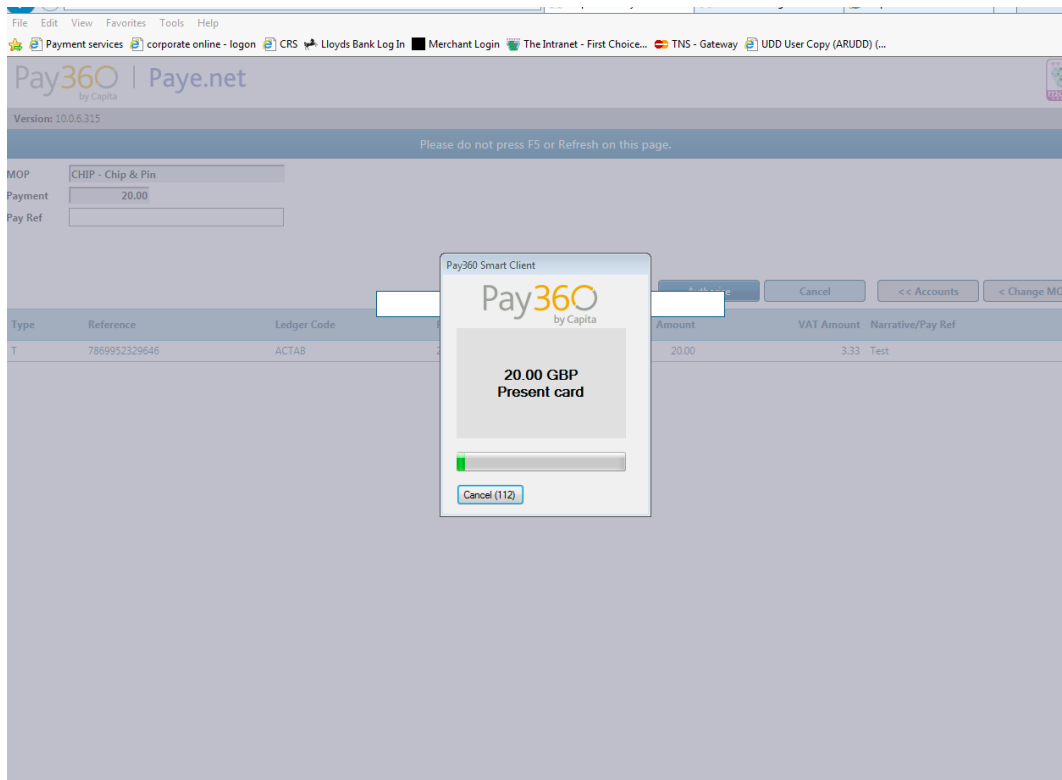 File Edit View Favorites Tools Help
Payment services corporate online - logon CRS Lloyds Bank Log In Merchant Login The Intranet - First Choice... TNS - Gateway UDD User Copy (ARUDD) (...
Pay360 by Capita | Paye.net
Version: 10.0.6.315
Please do not press F5 or Refresh on this page.
MOP CHIP - Chip & Pin
Payment 20.00
Pay Ref
Pay360 Smart Client
Pay360
by Capita
Cancel << Accounts < Change MO
Type Reference Ledger Code Amount VAT Amount Narrative/Pay Ref
T 7869952329646 ACTAB 20.00 3.33 Test
20.00 GBP
Present card
Cancel (112)